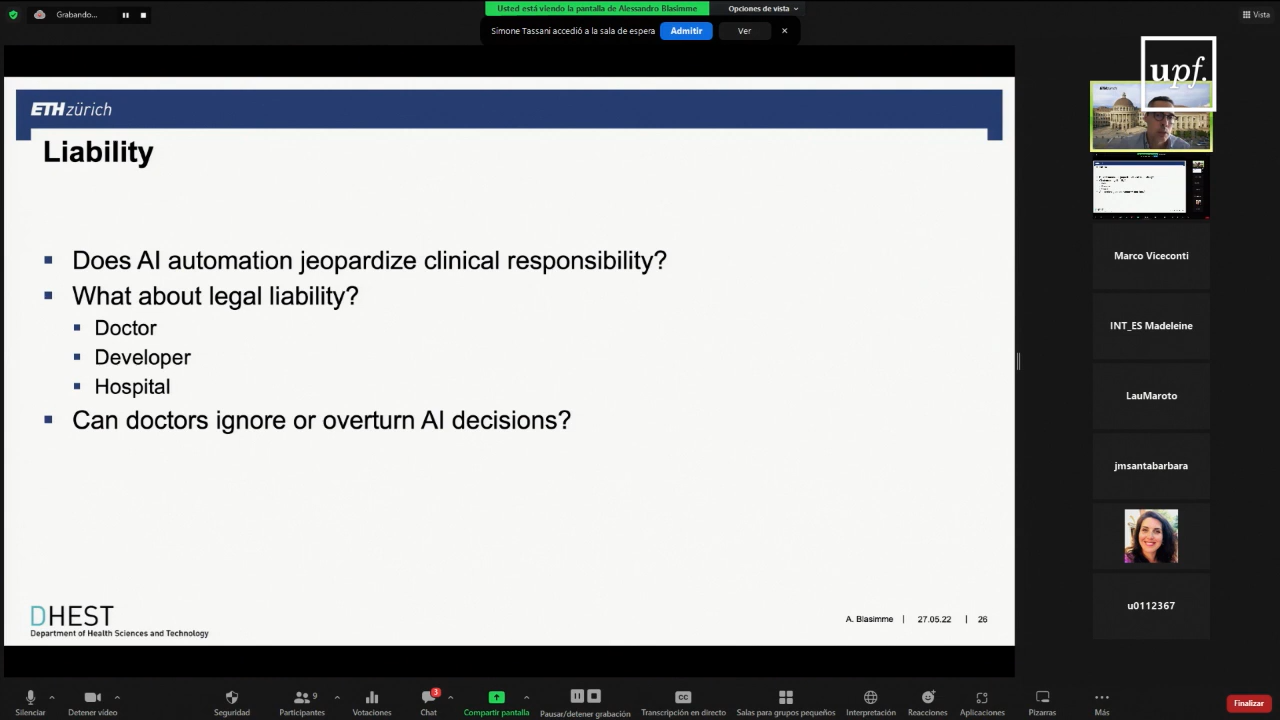 Grabando...
Usted está viendo la pantalla de Alessandro Blasimme
Opciones de vista
Simone Tassani accedió a la sala de espera
Admitir
Ver
Vista
upf.
ETH zürich
Liability
Does AI automation jeopardize clinical responsibility?
What about legal liability?
Doctor
Developer
Hospital
Can doctors ignore or overturn AI decisions?
DHEST
Department of Health Sciences and Technology
A. Blasimme | 27.05.22 | 26
Marco Viceconti
INT_ES Madeleine
LauMaroto
jmsantabarbara
u0112367
Silenciar
Detener video
Seguridad
9
Participantes
Votaciones
3
Chat
Compartir pantalla
Pausar/detener grabación
CC
Transcripción en directo
Salas para grupos pequeños
Interpretación
Reacciones
Aplicaciones
Pizarras
Más
Finalizar